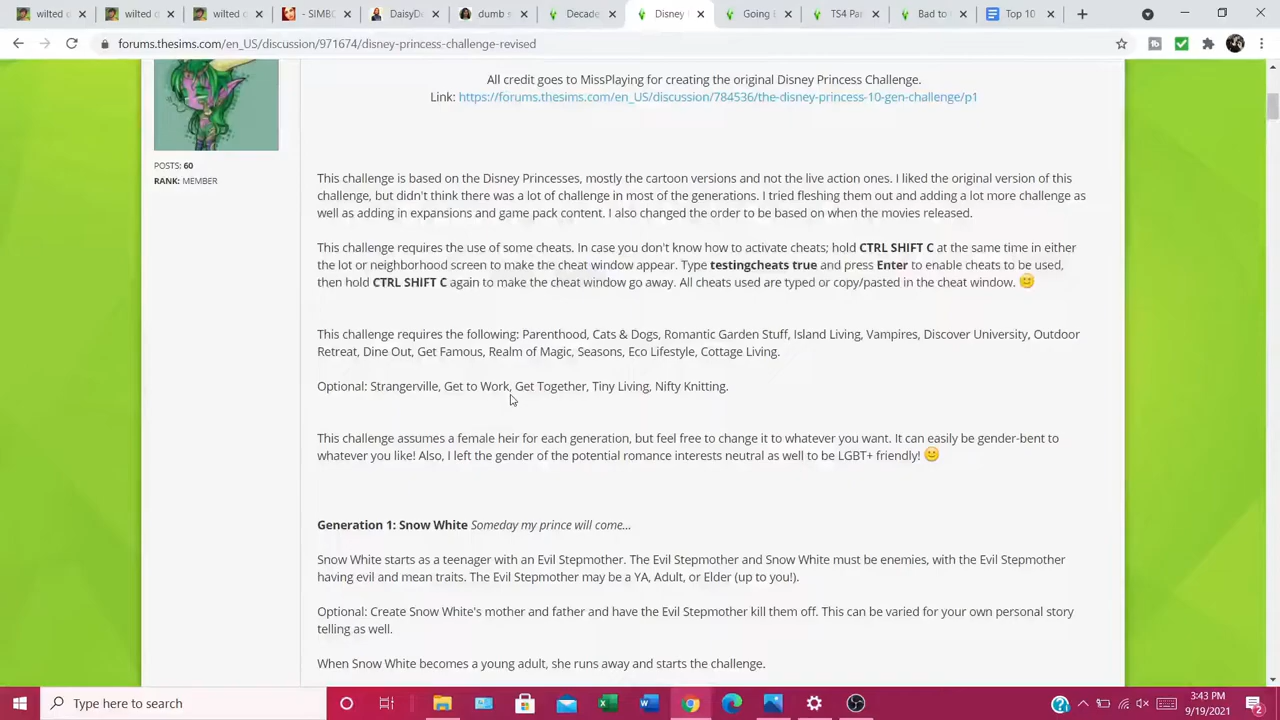 wilted c
wilted c
wilted c
- SIMBO
DaisyDe
dumb s
Decade
Disney
Going
TS4 Par
Bad to
Top 10
forums.thesims.com/en_US/discussion/971674/disney-princess-challenge-revised
All credit goes to MissPlaying for creating the original Disney Princess Challenge.
Link: https://forums.thesims.com/en_US/discussion/784536/the-disney-princess-10-gen-challenge/p1
POSTS: 60
RANK: MEMBER
This challenge is based on the Disney Princesses, mostly the cartoon versions and not the live action ones. I liked the original version of this
challenge, but didn't think there was a lot of challenge in most of the generations. I tried fleshing them out and adding a lot more challenge as
well as adding in expansions and game pack content. I also changed the order to be based on when the movies released.
This challenge requires the use of some cheats. In case you don't know how to activate cheats; hold CTRL SHIFT C at the same time in either
the lot or neighborhood screen to make the cheat window appear. Type testingcheats true and press Enter to enable cheats to be used,
then hold CTRL SHIFT C again to make the cheat window go away. All cheats used are typed or copy/pasted in the cheat window.
This challenge requires the following: Parenthood, Cats & Dogs, Romantic Garden Stuff, Island Living, Vampires, Discover University, Outdoor
Retreat, Dine Out, Get Famous, Realm of Magic, Seasons, Eco Lifestyle, Cottage Living.
Optional: Strangerville, Get to Work, Get Together, Tiny Living, Nifty Knitting.
This challenge assumes a female heir for each generation, but feel free to change it to whatever you want. It can easily be gender-bent to
whatever you like! Also, I left the gender of the potential romance interests neutral as well to be LGBT+ friendly!
Generation 1: Snow White Someday my prince will come...
Snow White starts as a teenager with an Evil Stepmother. The Evil Stepmother and Snow White must be enemies, with the Evil Stepmother
having evil and mean traits. The Evil Stepmother may be a YA, Adult, or Elder (up to you!).
Optional: Create Snow White's mother and father and have the Evil Stepmother kill them off. This can be varied for your own personal story
telling as well.
When Snow White becomes a young adult, she runs away and starts the challenge.
Type here to search
3:43 PM
9/19/2021
2